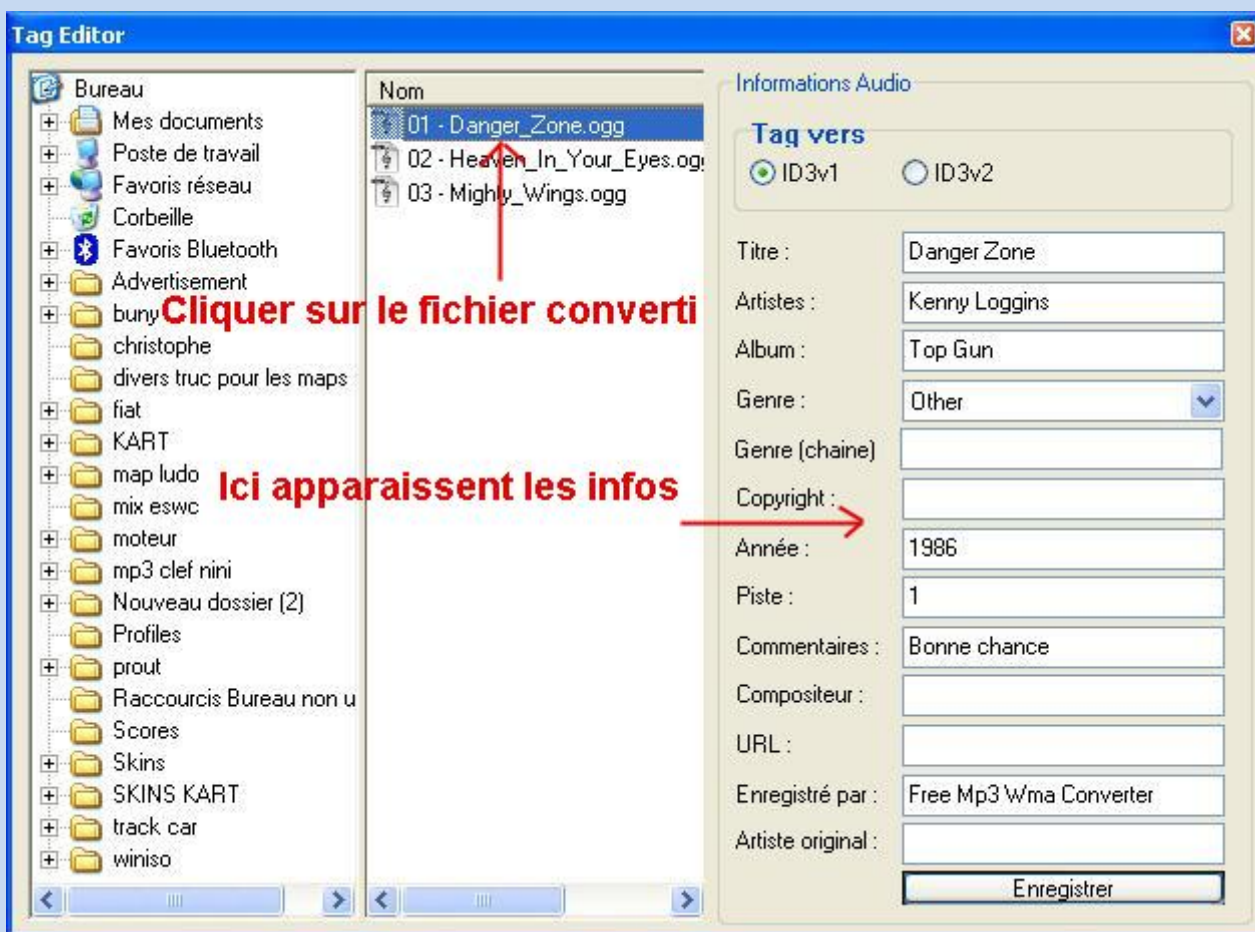 Tag Editor
Bureau
Mes documents
Poste de travail
Favoris réseau
Corbeille
Favoris Bluetooth
Advertisement
buny
christophe
divers truc pour les maps
fiat
KART
map ludo
mix eswc
moteur
mp3 clef nini
Nouveau dossier (2)
Profiles
prout
Raccourcis Bureau non u
Scores
Skins
SKINS KART
track car
winiso
Nom
01 - Danger_Zone.ogg
02 - Heaven_In_Your_Eyes.ogg
03 - Mighly_Wings.ogg
Cliquer sur le fichier converti
Ici apparaissent les infos
Informations Audio
Tag vers
ID3v1 ID3v2
Titre : Danger Zone
Artistes : Kenny Loggins
Album : Top Gun
Genre : Other
Genre (chaine)
Copyright :
Année : 1986
Piste : 1
Commentaires : Bonne chance
Compositeur :
URL :
Enregistré par : Free Mp3 Wma Converter
Artiste original :
Enregistrer